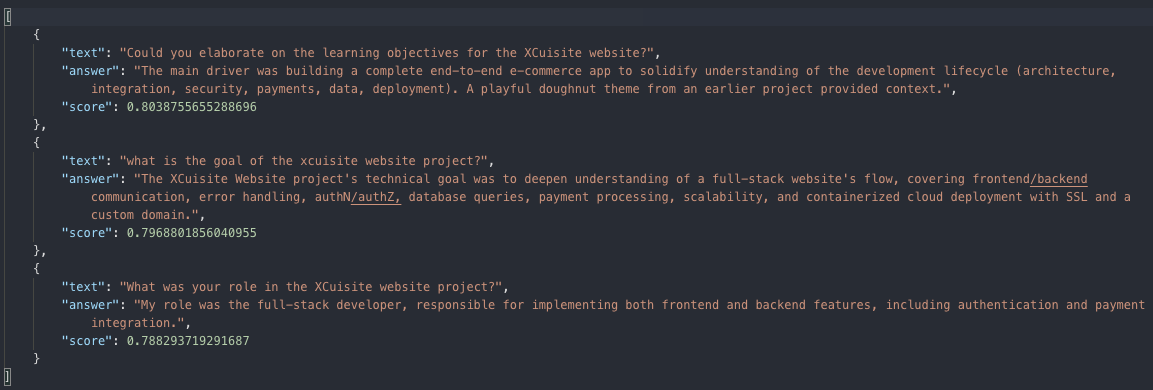 [
{
"text": "Could you elaborate on the learning objectives for the XCuisite website?",
"answer": "The main driver was building a complete end-to-end e-commerce app to solidify understanding of the development lifecycle (architecture,
integration, security, payments, data, deployment). A playful doughnut theme from an earlier project provided context.",
"score": 0.8038755655288696
},
{
"text": "what is the goal of the xcuisite website project?",
"answer": "The XCuisite Website project's technical goal was to deepen understanding of a full-stack website's flow, covering frontend/backend
communication, error handling, authN/authZ, database queries, payment processing, scalability, and containerized cloud deployment with SSL and a
custom domain.",
"score": 0.7968801856040955
},
{
"text": "What was your role in the XCuisite website project?",
"answer": "My role was the full-stack developer, responsible for implementing both frontend and backend features, including authentication and payment
integration.",
"score": 0.788293719291687
}
]